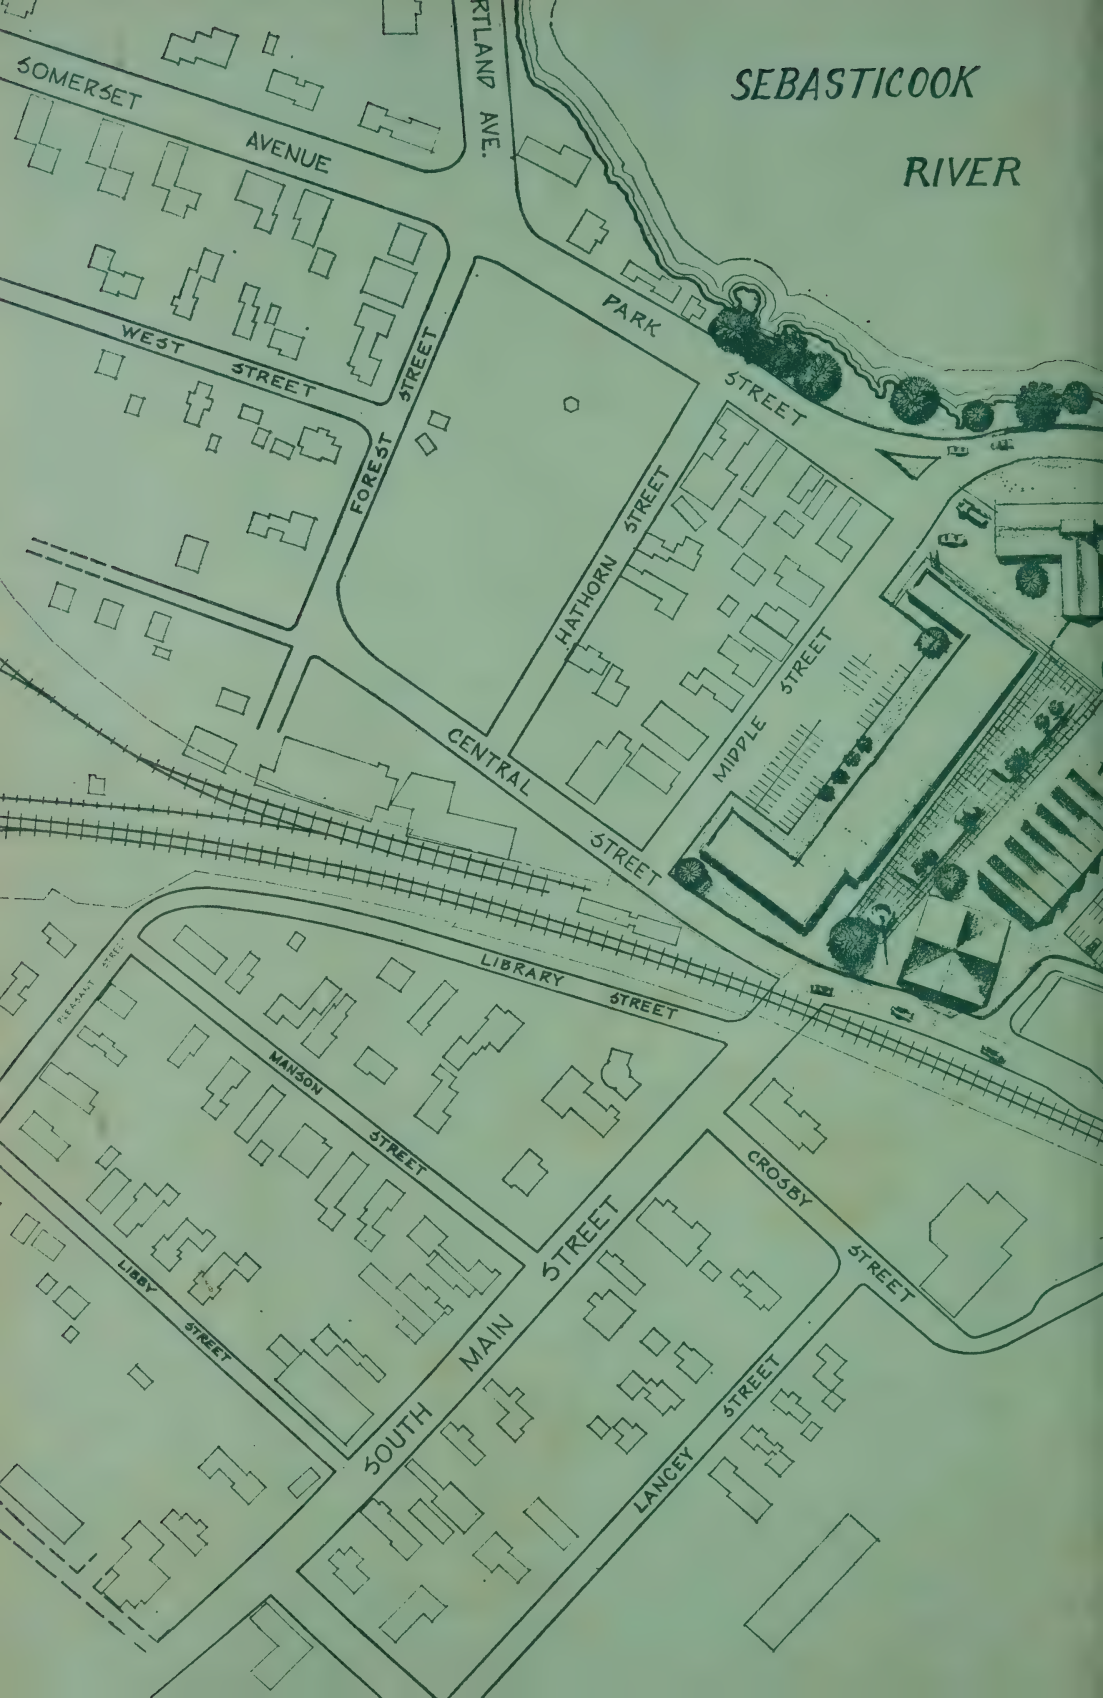 SEBASTICOOK
RIVER
RTLAND AVE.
SOMERSET
AVENUE
PARK
STREET
WEST
STREET
FOREST
STREET
HATHORN
STREET
MIDDLE
STREET
CENTRAL
STREET
LIBRARY
STREET
PLEASANT STREET
MANSON
STREET
CROSBY
STREET
SOUTH
MAIN
STREET
LIBBY
STREET
LANCEY
STREET